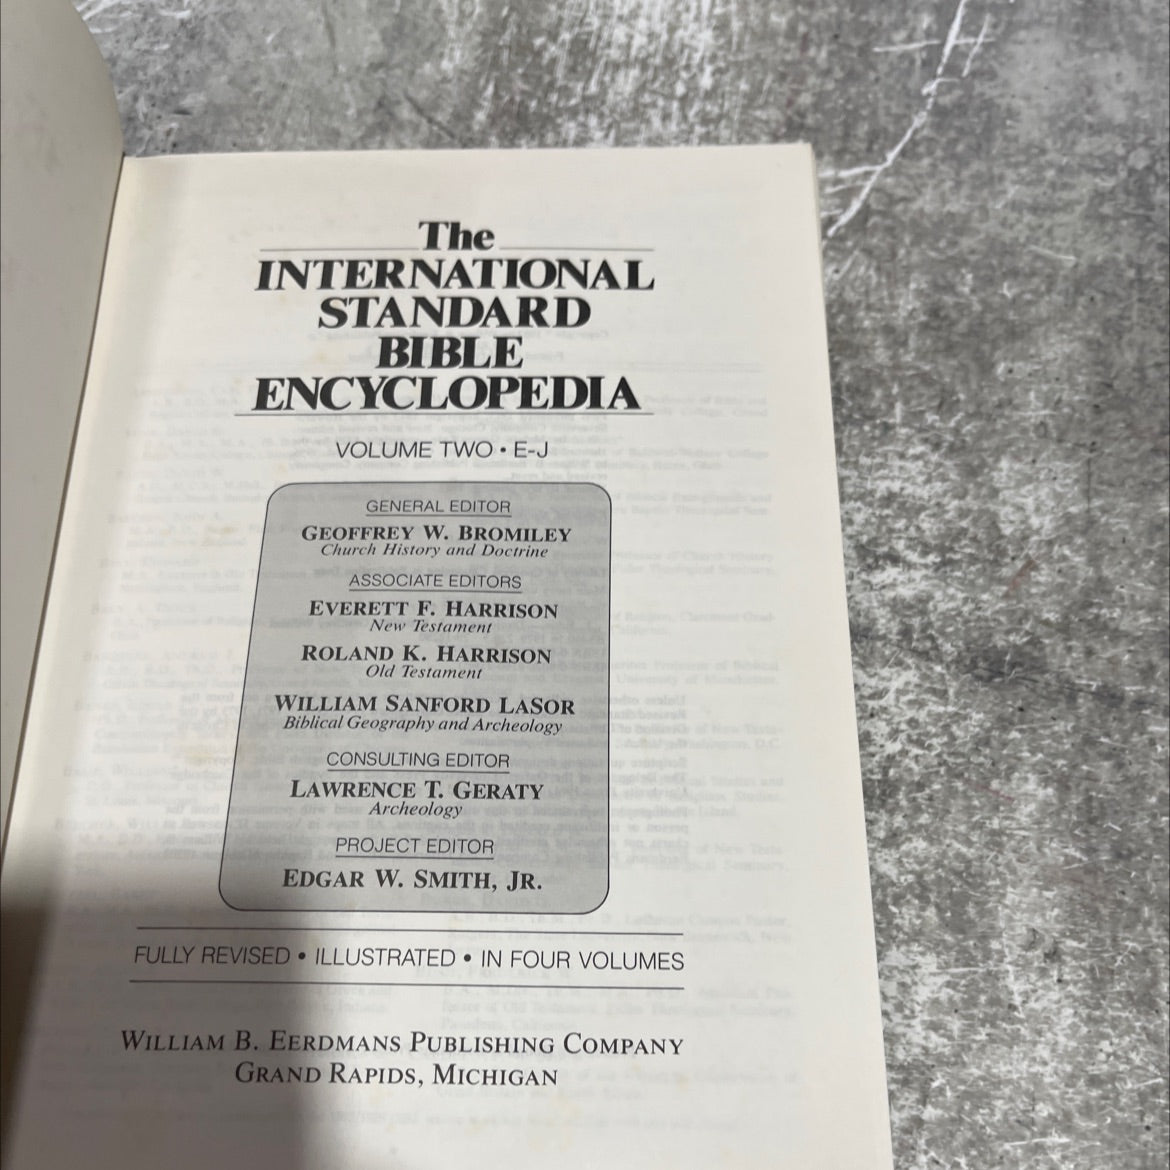 The
INTERNATIONAL
STANDARD
BIBLE
ENCYCLOPEDIA
VOLUME TWO • E-J
GENERAL EDITOR
GEOFFREY W. BROMILEY
Church History and Doctrine
ASSOCIATE EDITORS
EVERETT F. HARRISON
New Testament
ROLAND K. HARRISON
Old Testament
WILLIAM SANFORD LASOR
Biblical Geography and Archeology
CONSULTING EDITOR
LAWRENCE T. GERATY
Archeology
PROJECT EDITOR
EDGAR W. SMITH, JR.
FULLY REVISED • ILLUSTRATED • IN FOUR VOLUMES
WILLIAM B. EERDMANS PUBLISHING COMPANY
GRAND RAPIDS, MICHIGAN